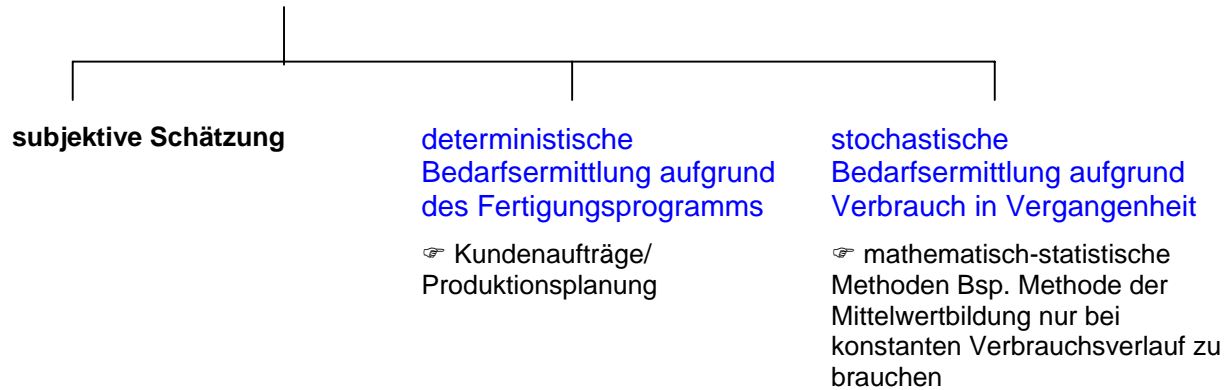 subjektive Schätzung
deterministische
Bedarfsermittlung aufgrund
des Fertigungsprogramms
☞ Kundenaufträge/
Produktionsplanung
stochastische
Bedarfsermittlung aufgrund
Verbrauch in Vergangenheit
☞ mathematisch-statistische
Methoden Bsp. Methode der
Mittelwertbildung nur bei
konstanten Verbrauchsverlauf zu
brauchen